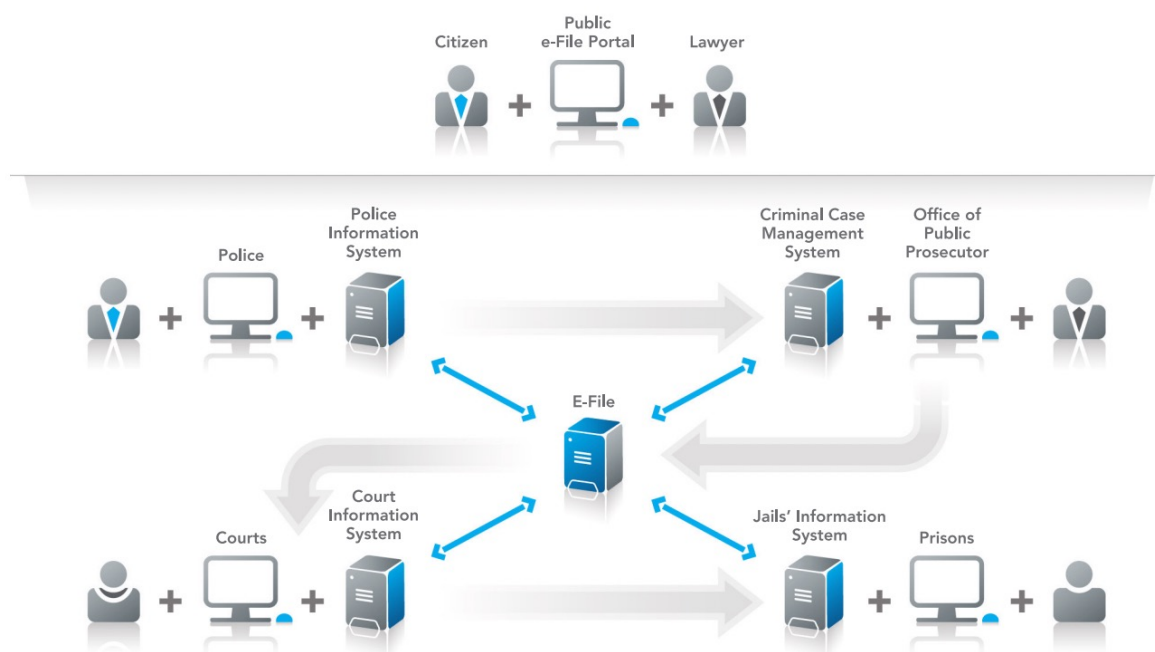 Citizen
Public
e-File Portal
Lawyer
Police
Police
Information
System
Criminal Case
Management
System
Office of
Public
Prosecutor
E-File
Courts
Court
Information
System
Jails' Information
System
Prisons